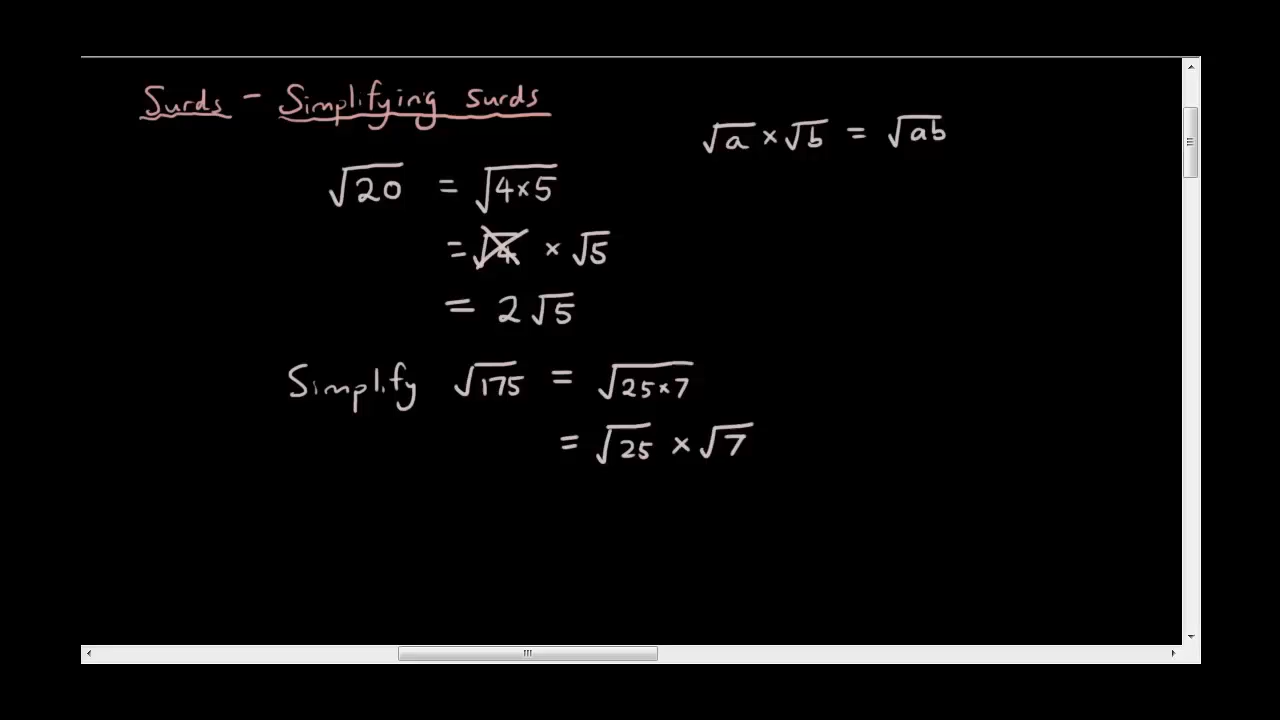 Surds - Simplifying surds
√a × √b = √ab
√20 = √4×5
= √4 × √5
= 2√5
Simplify √175 = √25×7
= √25 × √7